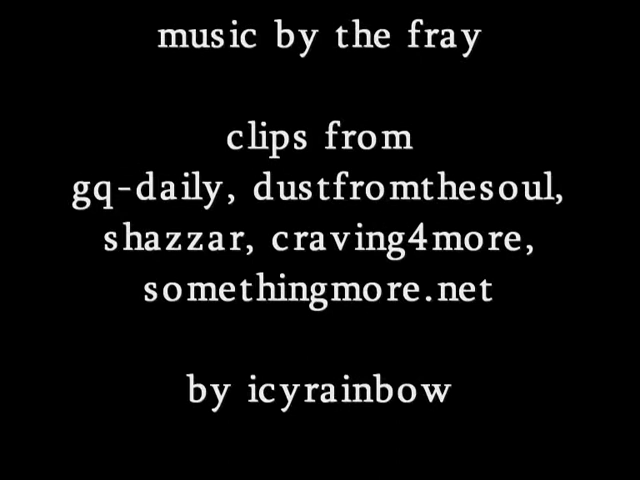 music by the fray
clips from
gq-daily, dustfromthesoul,
shazzar, craving4more,
somethingmore.net
by icyrainbow